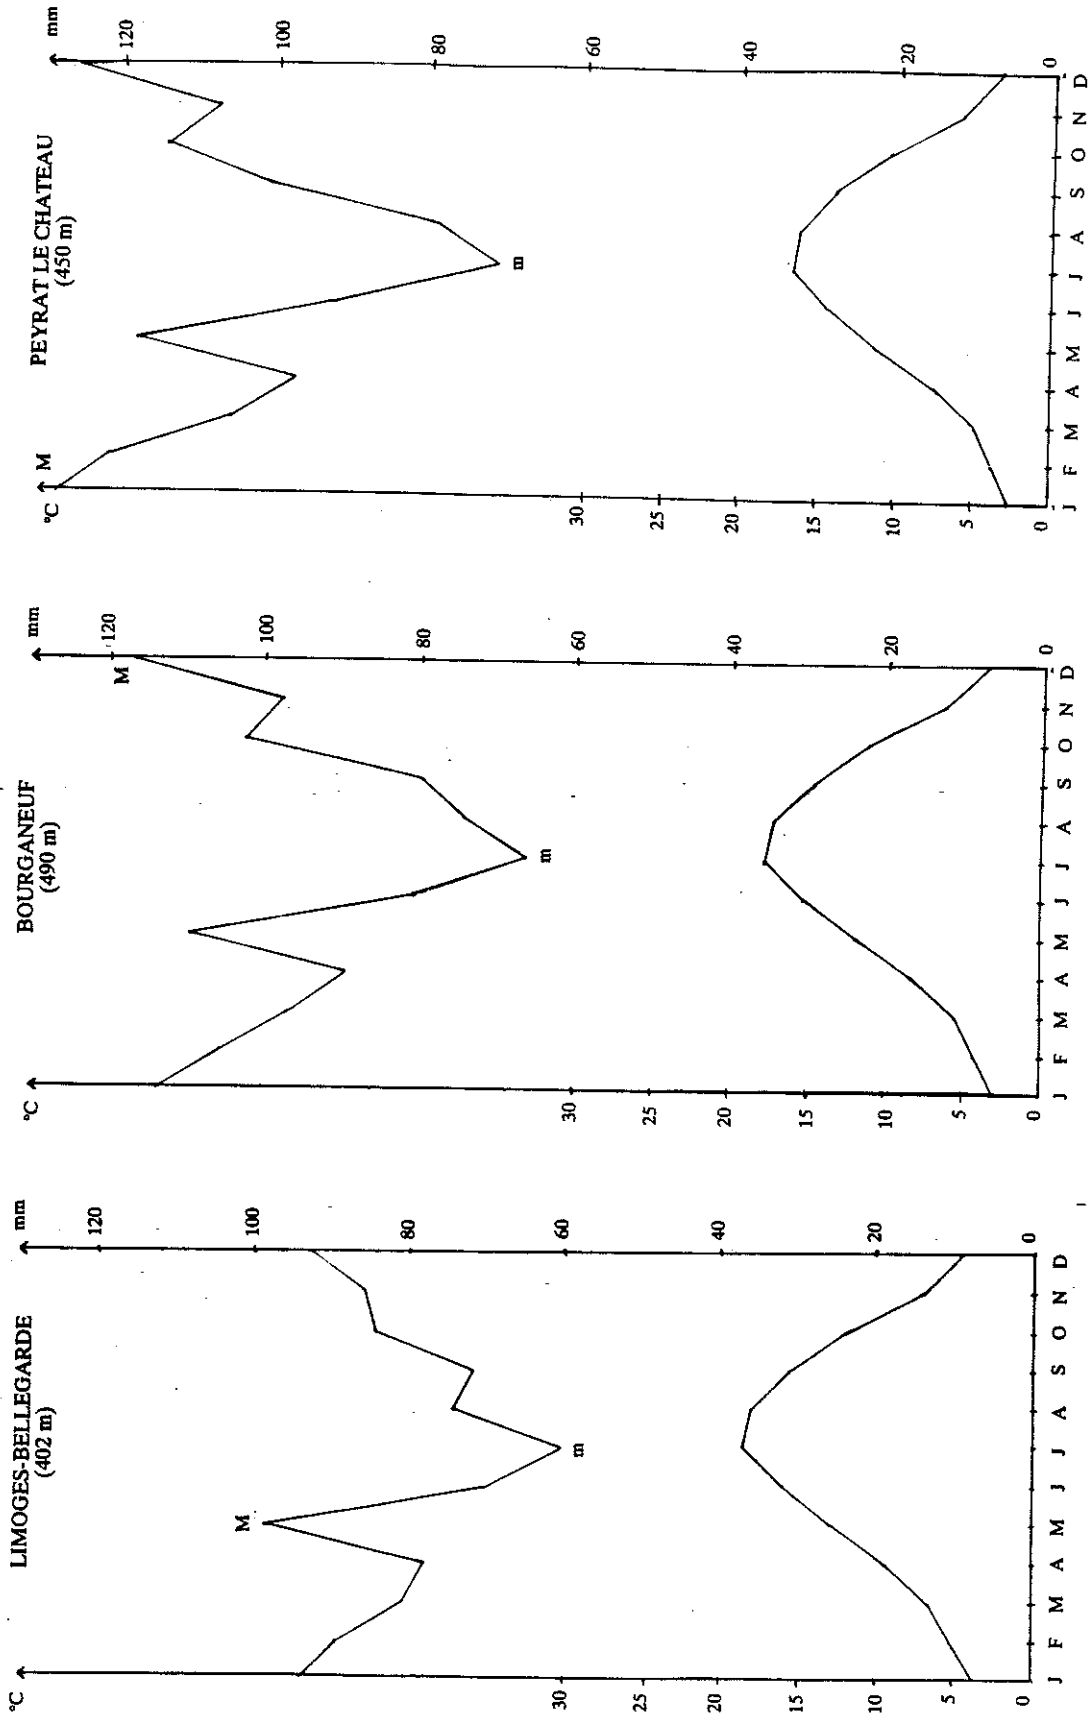 LIMOGES-BELLEGARDE
(402 m)
°C
mm
M
m
120
100
80
60
40
20
0
30
25
20
15
10
5
0
J F M A M J J A S O N D
BOURGANEUF
(490 m)
°C
mm
M
m
120
100
80
60
40
20
0
30
25
20
15
10
5
0
J F M A M J J A S O N D
PEYRAT LE CHATEAU
(450 m)
°C
mm
M
m
120
100
80
60
40
20
0
30
25
20
15
10
5
0
J F M A M J J A S O N D